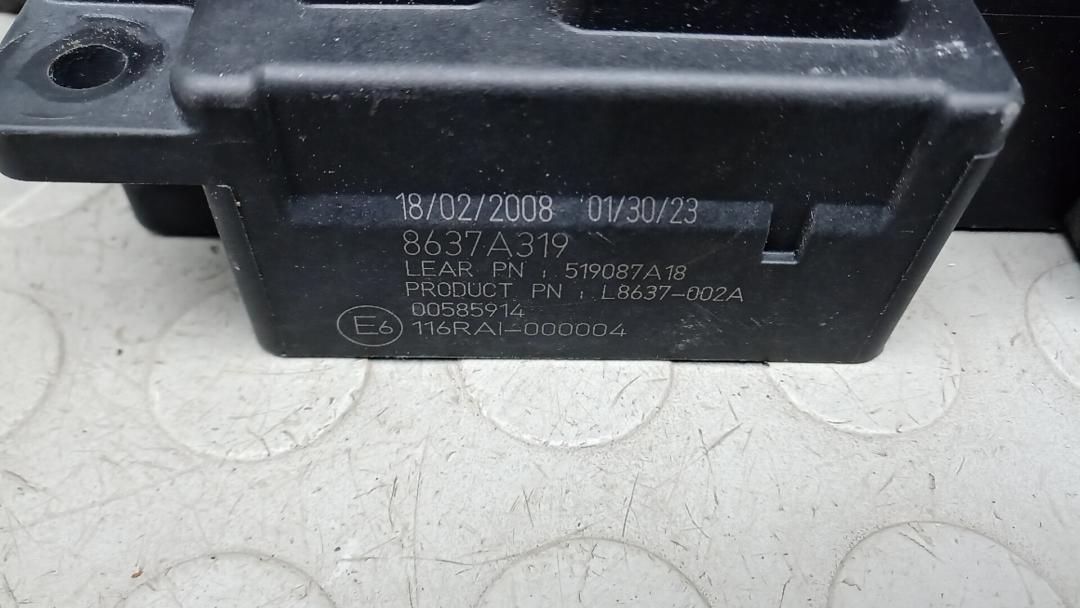 18/02/2008 01/30/23
8637A319
LEAR PN : 519087A18
PRODUCT PN : L8637-002A
00585914
E6 116RAI-000004